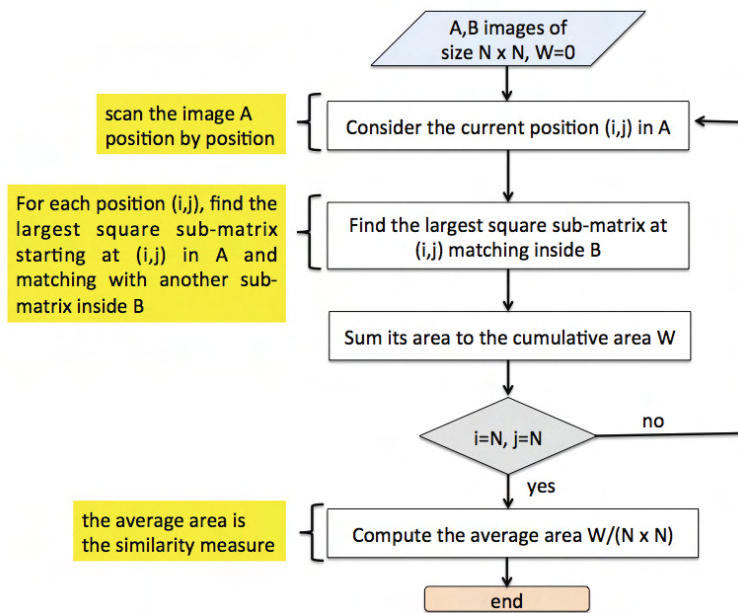 A,B images of
size N x N, W=0
scan the image A
position by position
Consider the current position (i,j) in A
For each position (i,j), find the
largest square sub-matrix
starting at (i,j) in A and
matching with another sub-
matrix inside B
Find the largest square sub-matrix at
(i,j) matching inside B
Sum its area to the cumulative area W
i=N, j=N
no
yes
the average area is
the similarity measure
Compute the average area W/(N x N)
end